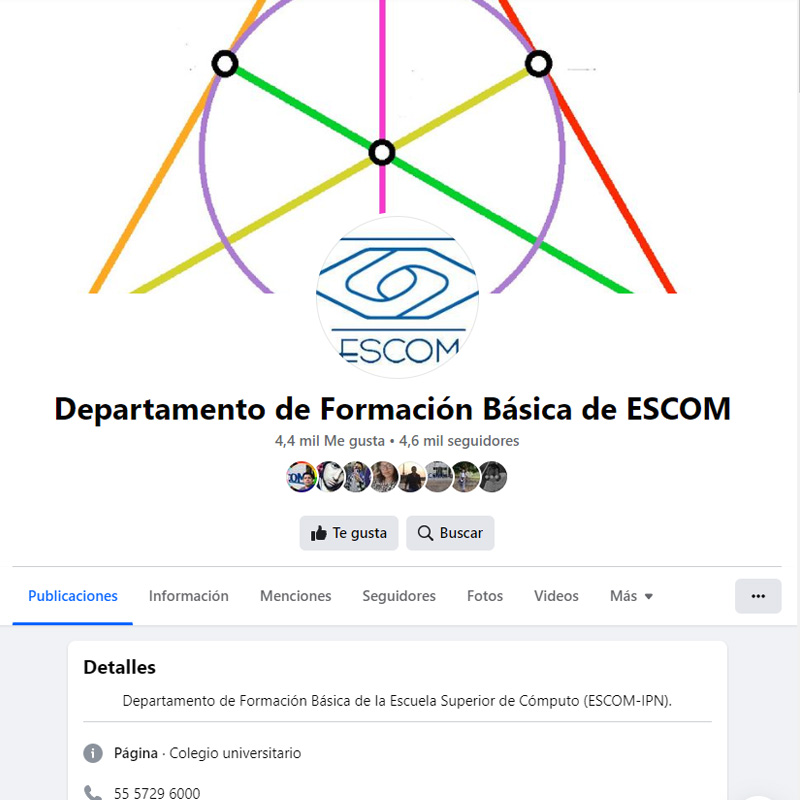 ESCOM
Departamento de Formación Básica de ESCOM
4,4 mil Me gusta • 4,6 mil seguidores
Te gusta
Buscar
Publicaciones Información Menciones Seguidores Fotos Videos Más
Detalles
Departamento de Formación Básica de la Escuela Superior de Cómputo (ESCOM-IPN).
Página · Colegio universitario
55 5729 6000